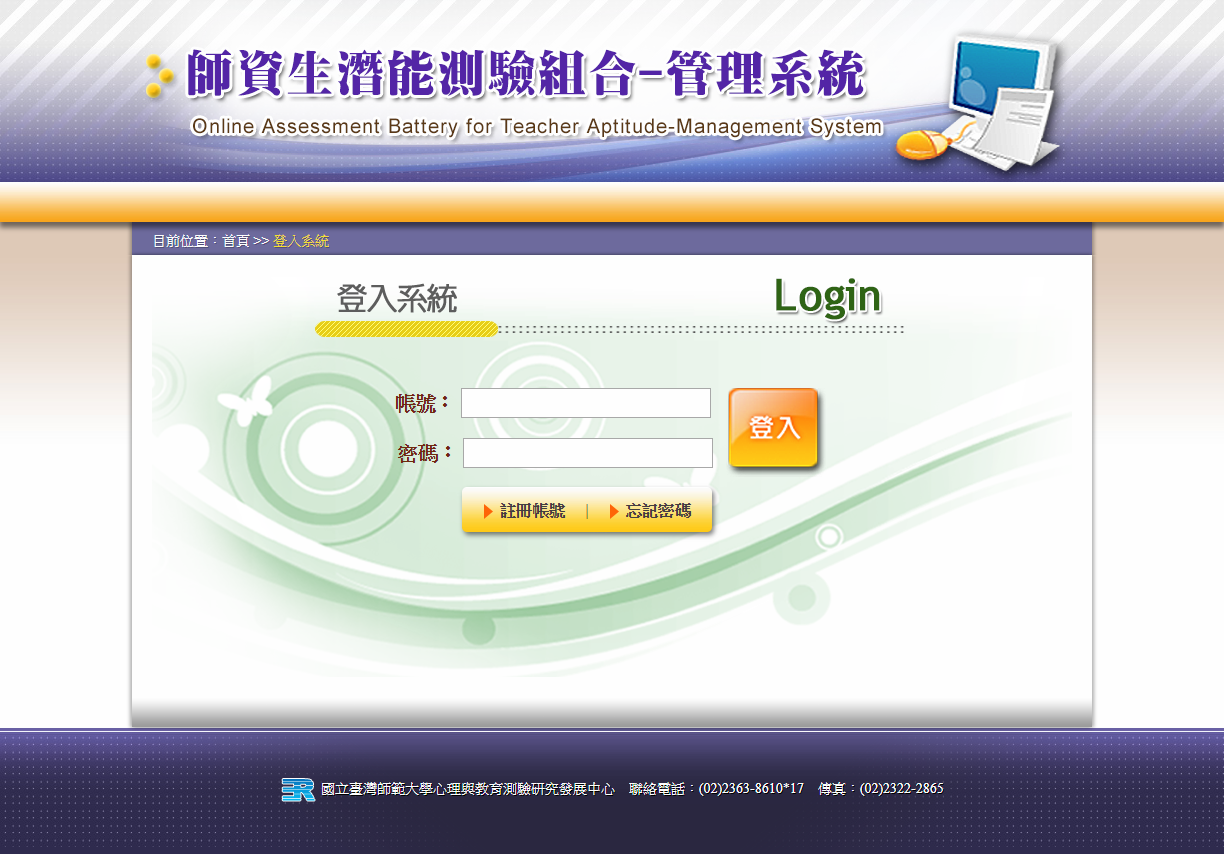 師資生潛能測驗組合-管理系統
Online Assessment Battery for Teacher Aptitude-Management System
目前位置：首頁 >> 登入系統
登入系統 Login
帳號：
登入
密碼：
註冊帳號 | 忘記密碼
國立臺灣師範大學心理與教育測驗研究發展中心 聯絡電話：(02)2363-8610*17 傳真：(02)2322-2865